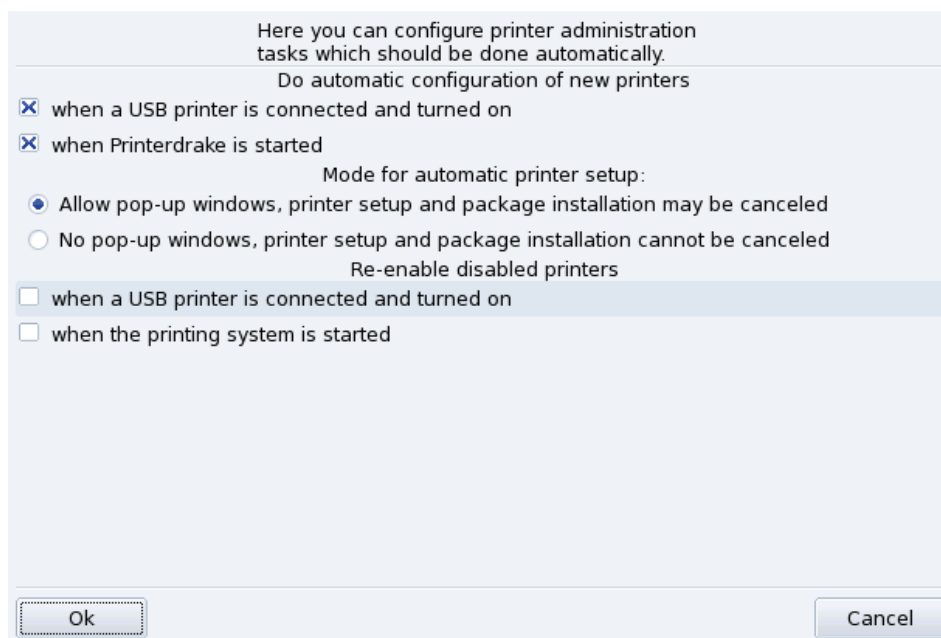 Here you can configure printer administration
tasks which should be done automatically.
Do automatic configuration of new printers
when a USB printer is connected and turned on
when Printerdrake is started
Mode for automatic printer setup:
Allow pop-up windows, printer setup and package installation may be canceled
No pop-up windows, printer setup and package installation cannot be canceled
Re-enable disabled printers
when a USB printer is connected and turned on
when the printing system is started
Ok
Cancel